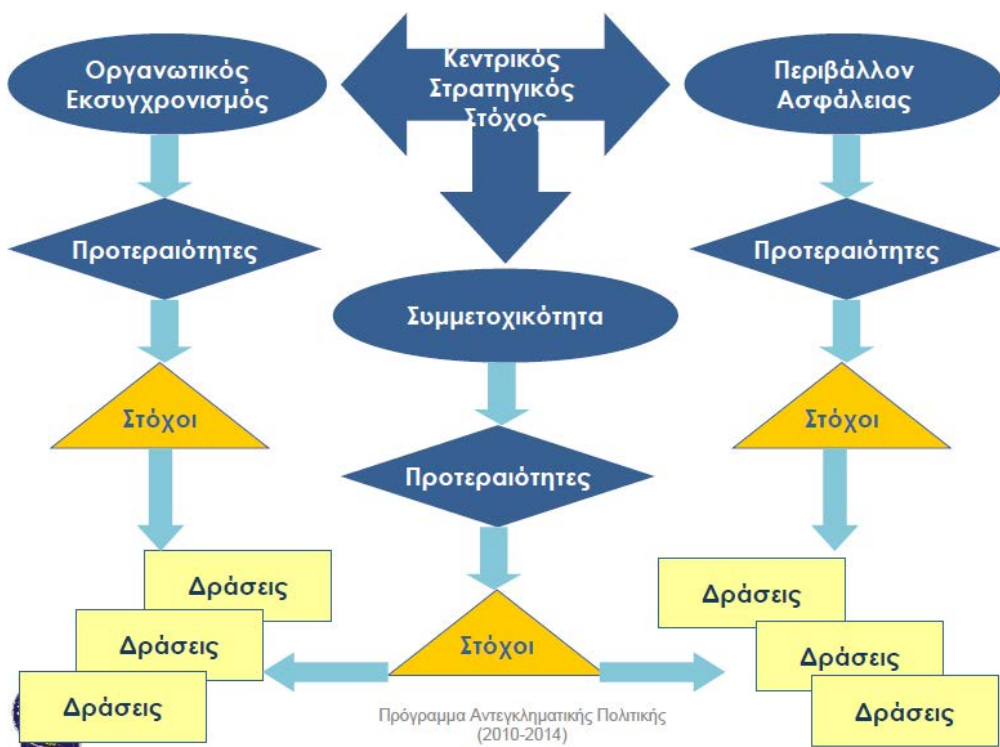 Οργανωτικός
Εκσυγχρονισμός
Κεντρικός
Στρατηγικός
Στόχος
Περιβάλλον
Ασφάλειας
Προτεραιότητες
Προτεραιότητες
Συμμετοχικότητα
Στόχοι
Στόχοι
Προτεραιότητες
Δράσεις
Δράσεις
Δράσεις
Στόχοι
Δράσεις
Δράσεις
Δράσεις
Πρόγραμμα Αντεγκληματικής Πολιτικής
(2010-2014)